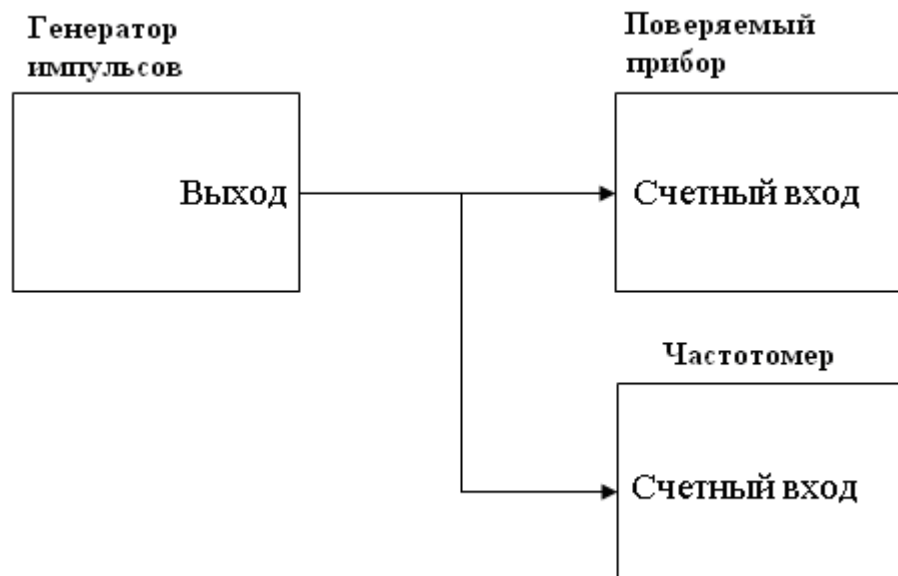 Генератор
импульсов
Поверяемый
прибор
Выход
Счетный вход
Частотомер
Счетный вход